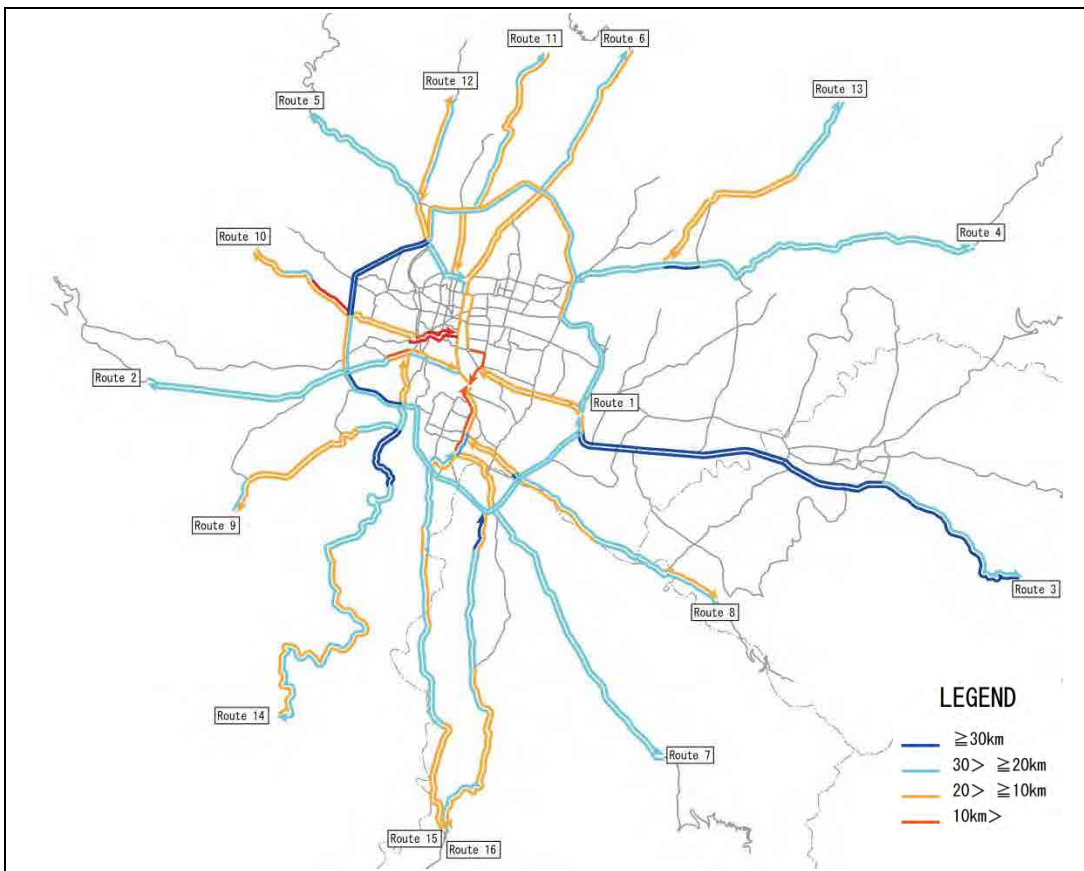 Route 11
Route 6
Route 12
Route 5
Route 13
Route 10
Route 4
Route 2
Route 1
Route 9
Route 3
Route 8
Route 14
Route 7
Route 15
Route 16
LEGEND
≧30km
30> ≧20km
20> ≧10km
10km>